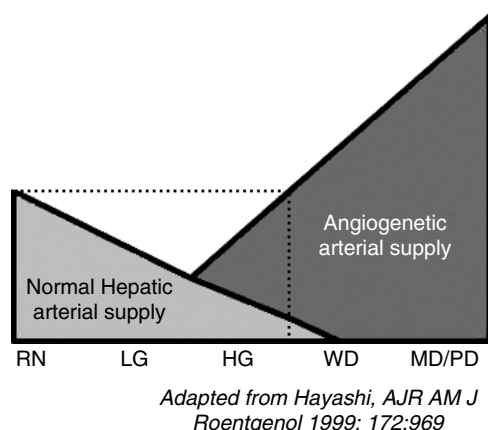 Angiogenetic
arterial supply
Normal Hepatic
arterial supply
RN LG HG WD MD/PD
Adapted from Hayashi, AJR AM J
Roentgenol 1999; 172:969